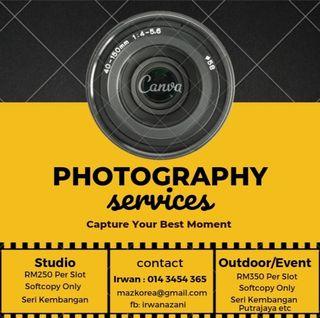 40-150mm 1:4-5.6
ø58
Canva
PHOTOGRAPHY
services
Capture Your Best Moment
Studio
RM250 Per Slot
Softcopy Only
Seri Kembangan
contact
Irwan : 014 3454 365
mazkorea@gmail.com
fb: irwanazani
Outdoor/Event
RM350 Per Slot
Softcopy Only
Seri Kembangan
Putrajaya etc